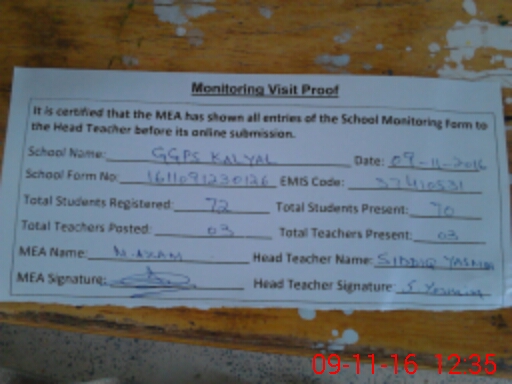 Monitoring Visit Proof
It is certified that the MEA has shown all entries of the School Monitoring Form to
the Head Teacher before its online submission.
School Name: GGPS KALYAL Date: 09-11-2016
School Form No: 1611091230126 EMIS Code: 37410531
Total Students Registered: 72 Total Students Present: 70
Total Teachers Posted: 03 Total Teachers Present: 03
MEA Name: Head Teacher Name: SIDDIQ YASMIN
MEA Signature: Head Teacher Signature: S
09-11-16 12:35